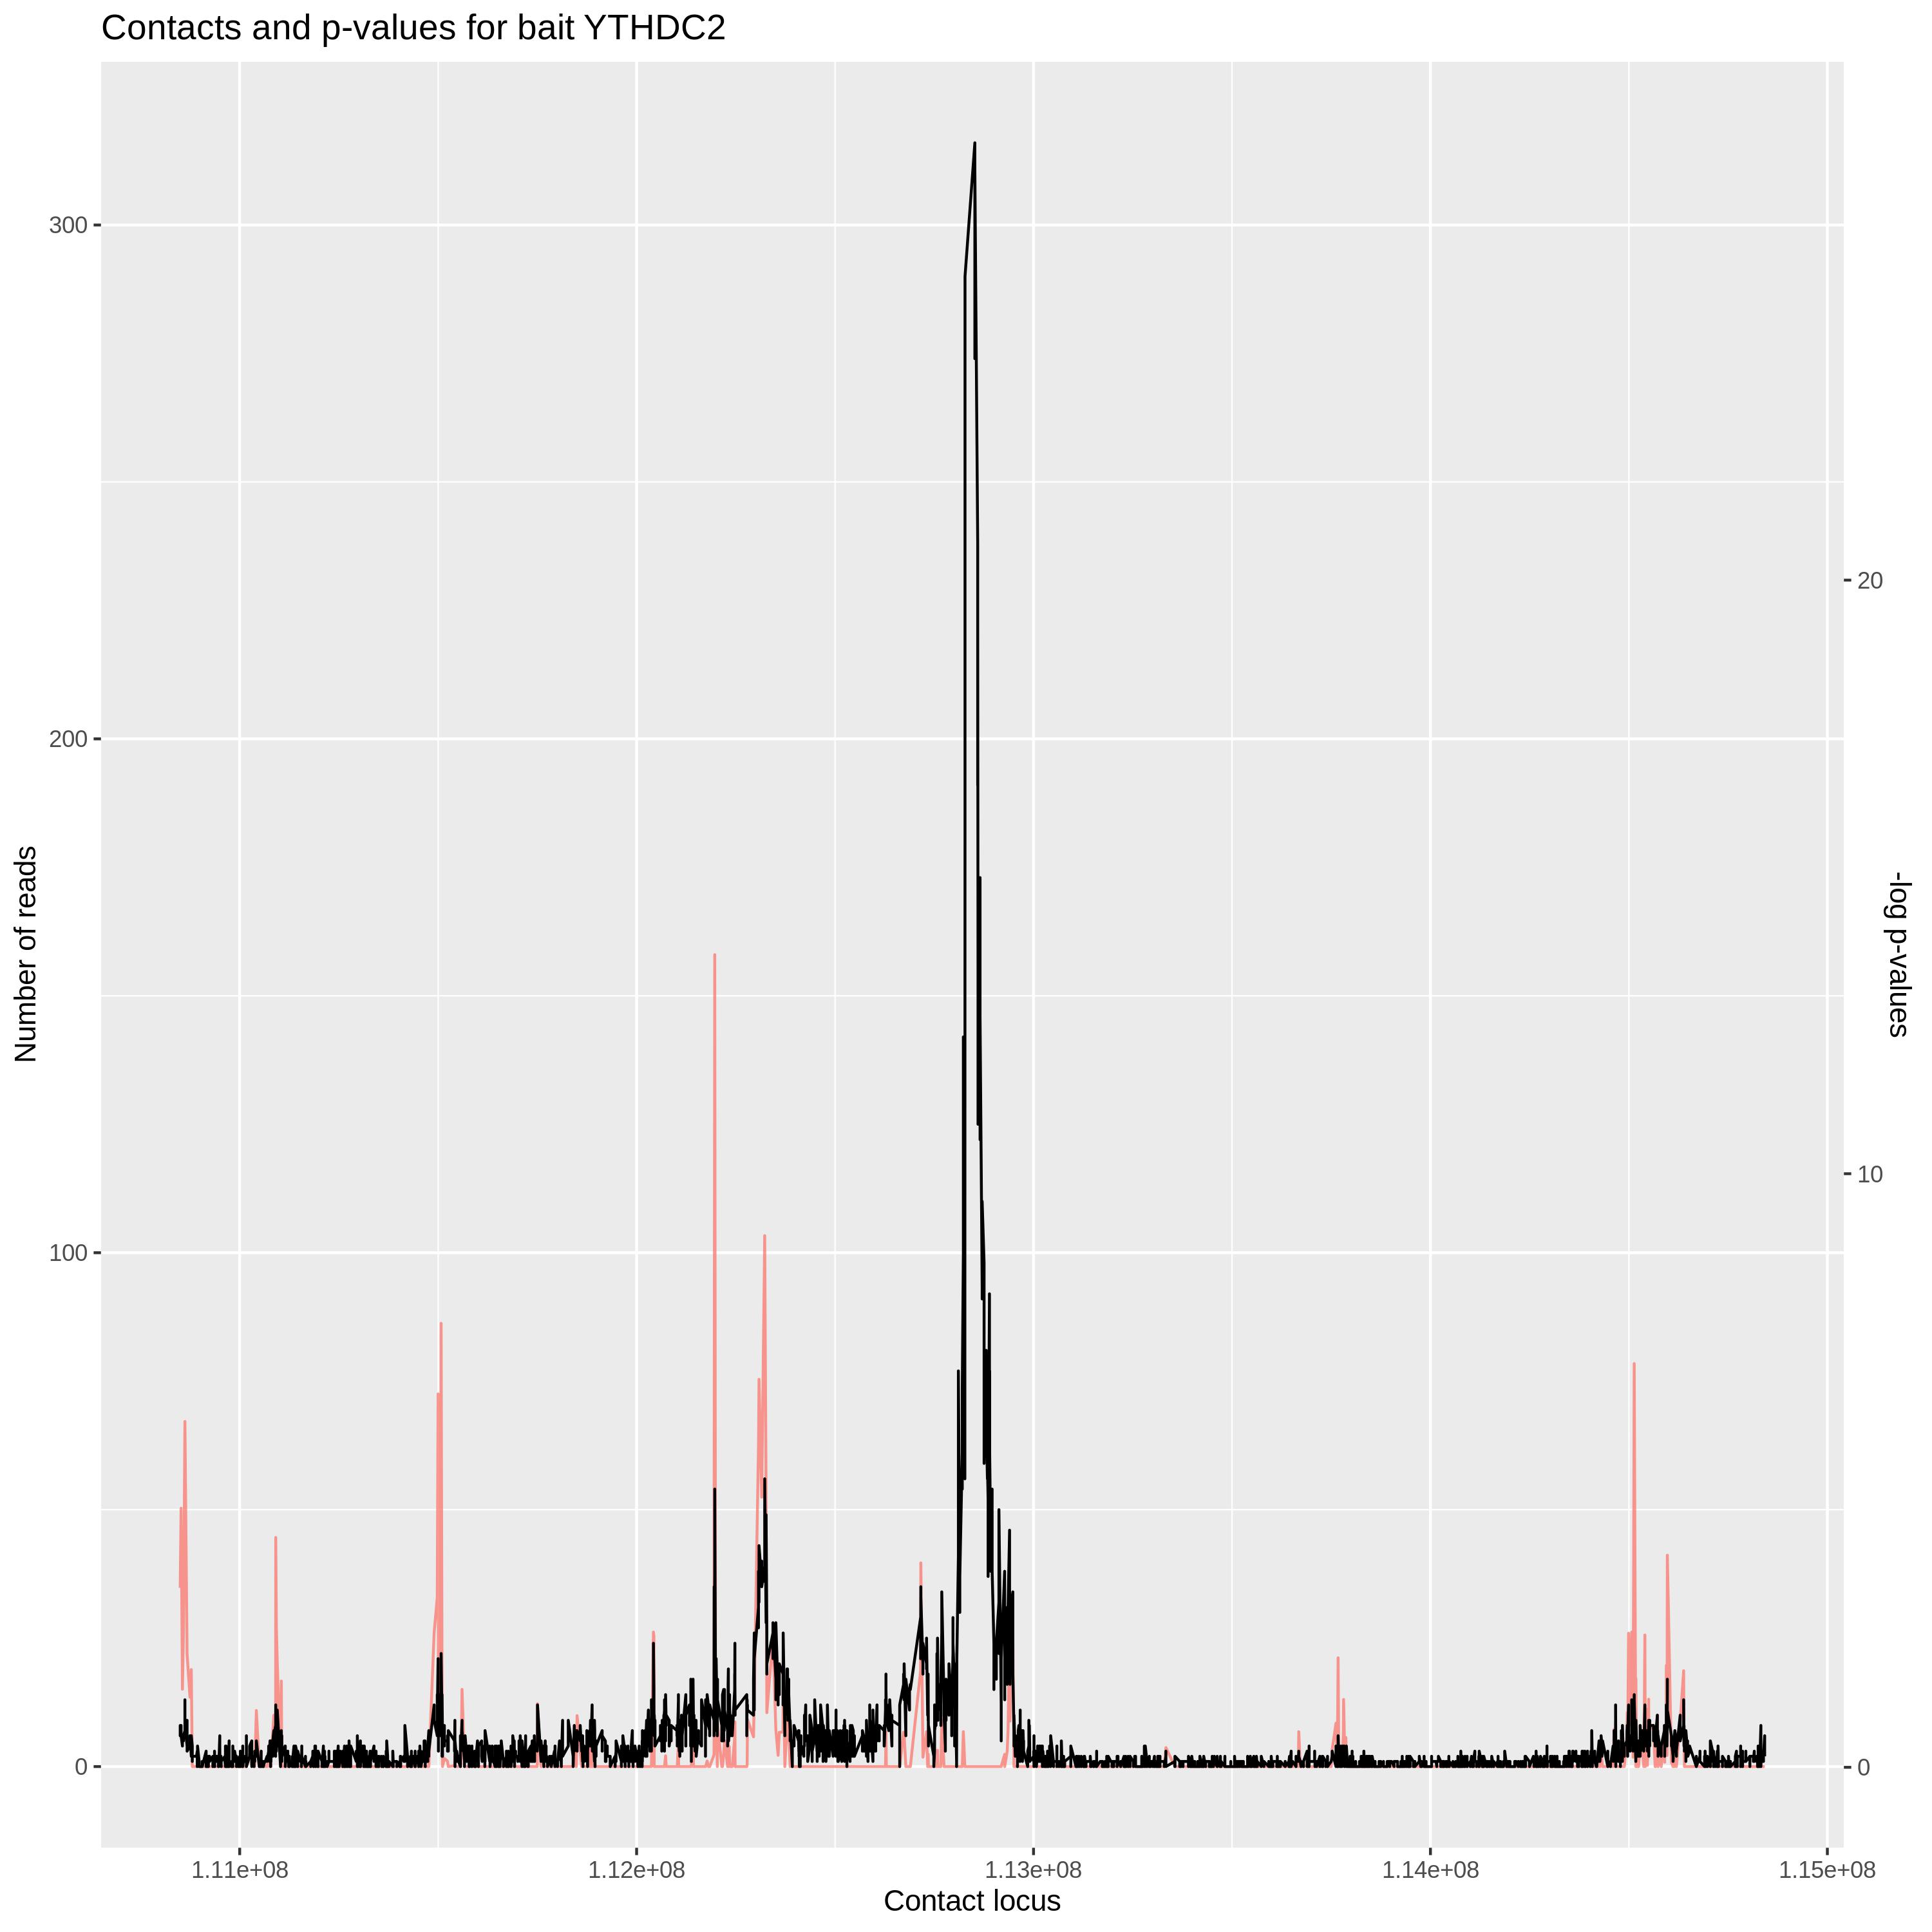 Contacts and p-values for bait YTHDC2
300
200
100
0
Number of reads
20
10
0
-log p-values
1.11e+08
1.12e+08
1.13e+08
1.14e+08
1.15e+08
Contact locus